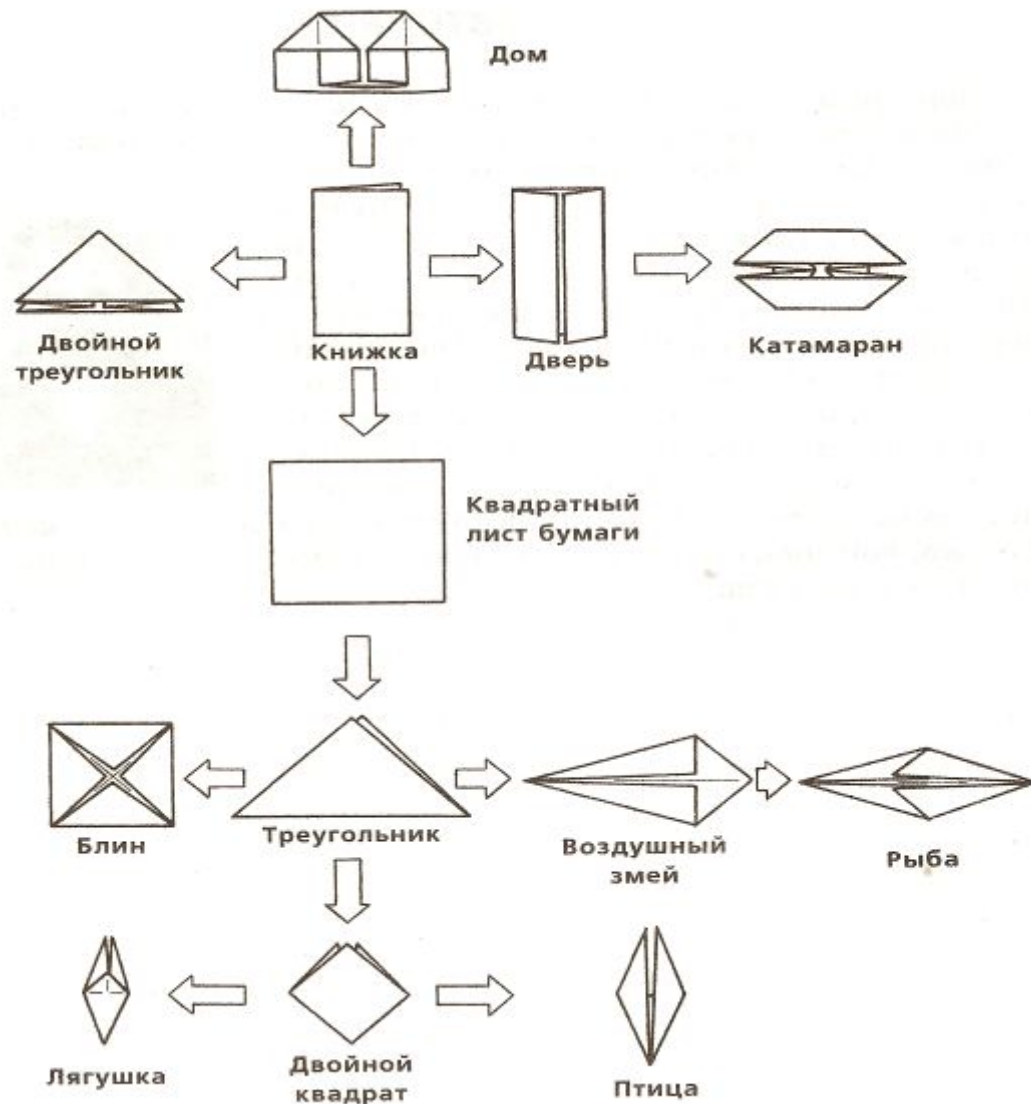 Дом
Двойной
треугольник
Книжка
Дверь
Катамаран
Квадратный
лист бумаги
Блин
Треугольник
Воздушный
змей
Рыба
Лягушка
Двойной
квадрат
Птица